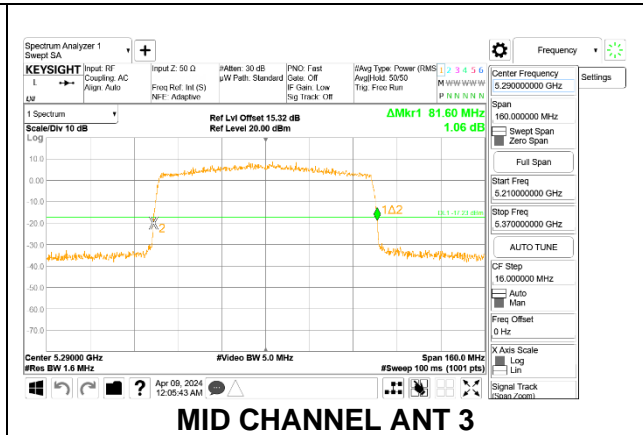 Spectrum Analyzer 1
Swept SA
Frequency
KEYSIGHT
Input: RF
Coupling: AC
Align: Auto
Input Z: 50 Ω
Freq Ref: Int (S)
NFE: Adaptive
#Atten: 30 dB
µW Path: Standard
PNO: Fast
Gate: Off
IF Gain: Low
Sig Track: Off
#Avg Type: Power (RMS
Avg|Hold: 50/50
Trig: Free Run
1 2 3 4 5 6
M W W W W W
P N N N N N
1 Spectrum
Scale/Div 10 dB
Ref Lvl Offset 15.32 dB
Ref Level 20.00 dBm
ΔMkr1 81.60 MHz
1.06 dB
Log
10.0
0.00
-10.0
-20.0
-30.0
-40.0
-50.0
-60.0
-70.0
1Δ2
2
Center 5.29000 GHz
#Res BW 1.6 MHz
#Video BW 5.0 MHz
Span 160.0 MHz
#Sweep 100 ms (1001 pts)
Apr 09, 2024
12:05:43 AM
Center Frequency
5.290000000 GHz
Settings
Span
160.000000 MHz
Swept Span
Zero Span
Full Span
Start Freq
5.210000000 GHz
Stop Freq
5.370000000 GHz
AUTO TUNE
CF Step
16.000000 MHz
Auto
Man
Freq Offset
0 Hz
X Axis Scale
Log
Lin
Signal Track
(Span Zoom)
MID CHANNEL ANT 3